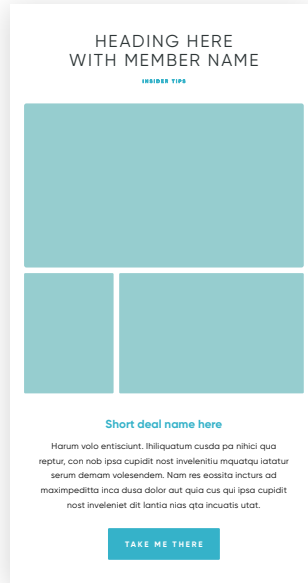 HEADING HERE
WITH MEMBER NAME
INSIDER TIPS
Short deal name here
Harum volo entisciunt. Ihiliquatum cusda pa nihici qua
reptur, con nob ipsa cupidit nost invelenitiu mquatqu iatatur
serum demam volesendem. Nam res eossita incturs ad
maximpeditta inca dusa dolor aut quia cus qui ipsa cupidit
nost inveleniet dit lantia nias qta incuatis utat.
TAKE ME THERE